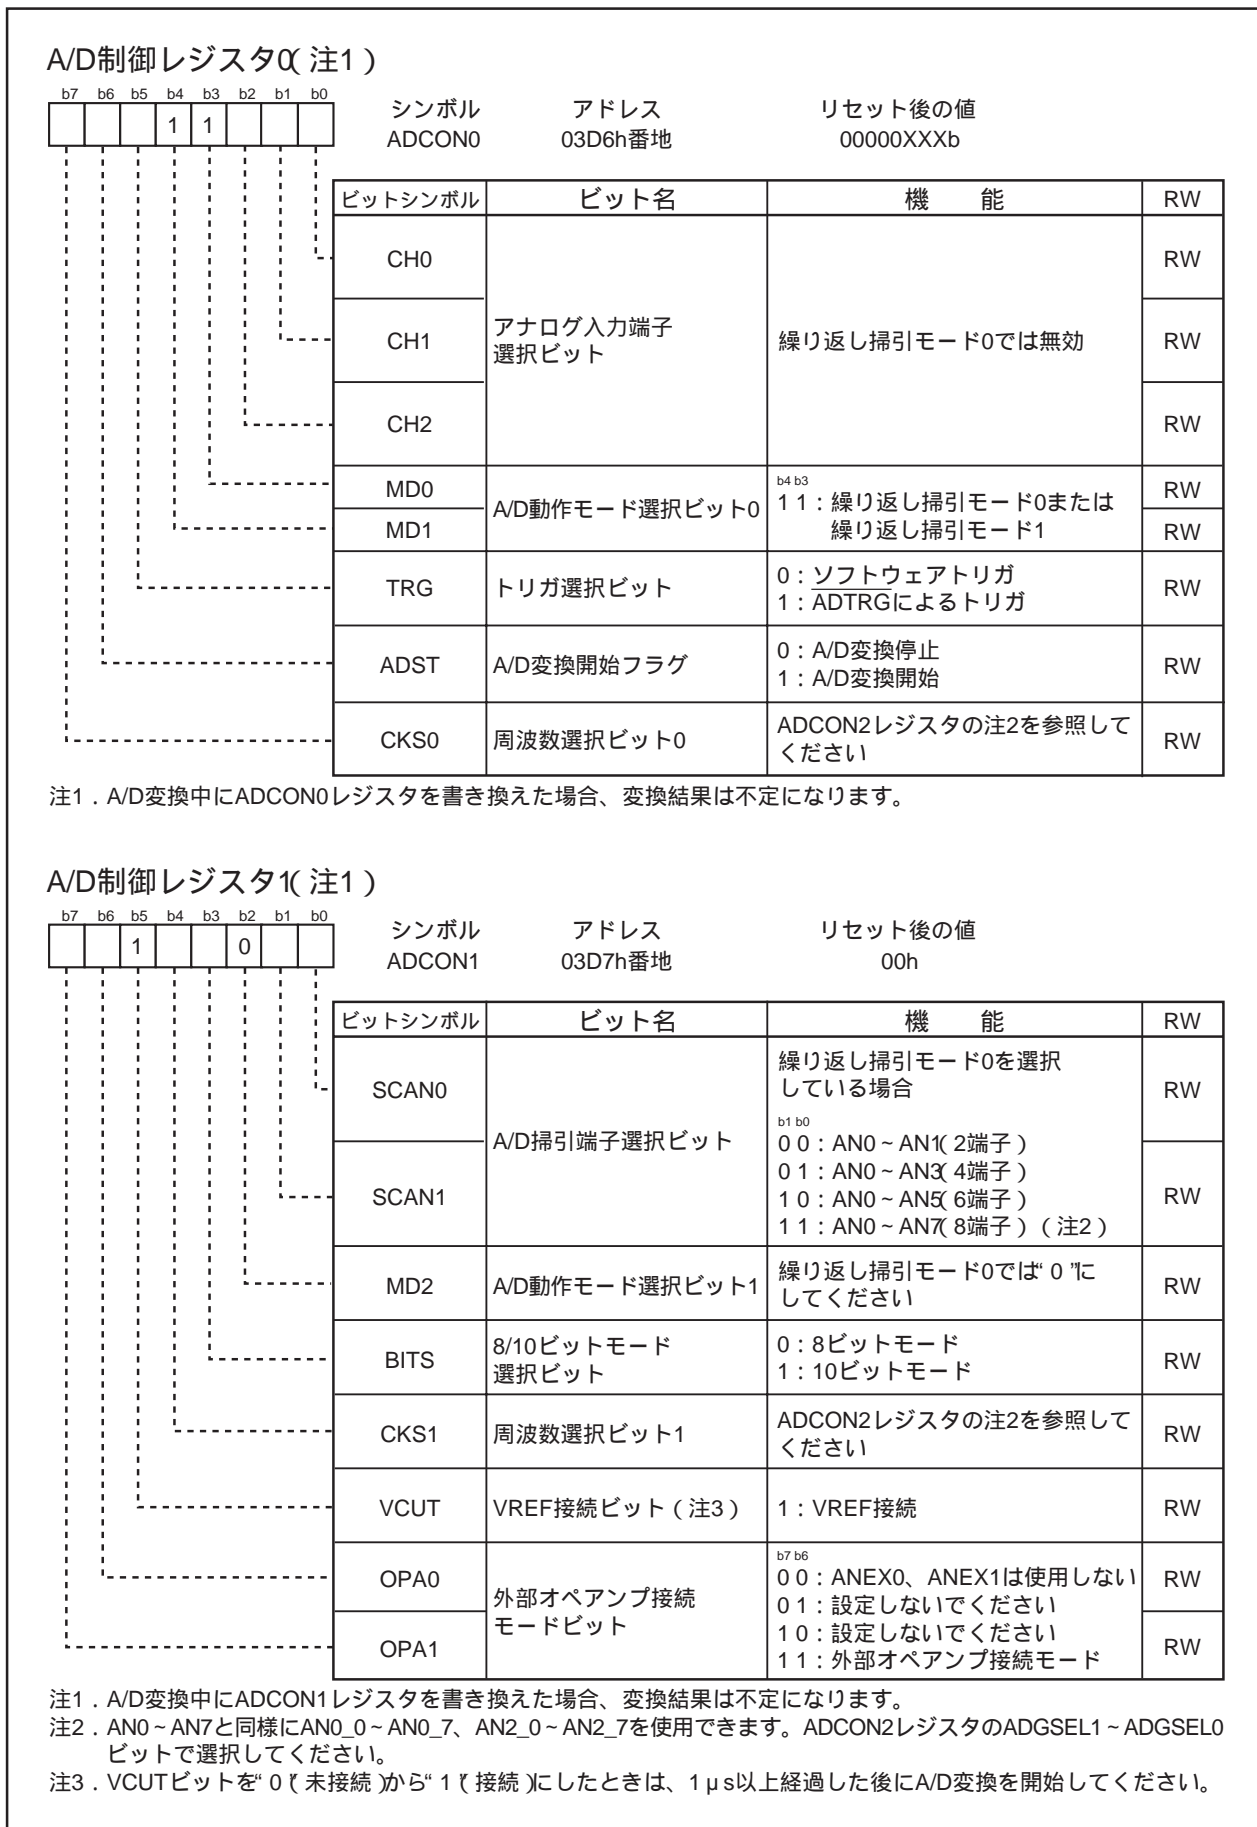 A/D制御レジスタ0(注1)
b7 b6 b5 b4 b3 b2 b1 b0
1 1
シンボル アドレス リセット後の値
ADCON0 03D6h番地 00000XXXb
ビットシンボル ビット名 機 能 RW
CH0 RW
アナログ入力端子
選択ビット
CH1 繰り返し掃引モード0では無効 RW
CH2 RW
MD0 RW
A/D動作モード選択ビット0
b4 b3
1 1:繰り返し掃引モード0または
繰り返し掃引モード1
MD1 RW
TRG トリガ選択ビット 0:ソフトウェアトリガ
1:ADTRGによるトリガ RW
ADST A/D変換開始フラグ 0:A/D変換停止
1:A/D変換開始 RW
CKS0 周波数選択ビット0 ADCON2レジスタの注2を参照して
ください RW
注1.A/D変換中にADCON0レジスタを書き換えた場合、変換結果は不定になります。
A/D制御レジスタ1(注1)
b7 b6 b5 b4 b3 b2 b1 b0
1 0
シンボル アドレス リセット後の値
ADCON1 03D7h番地 00h
ビットシンボル ビット名 機 能 RW
SCAN0 RW
A/D掃引端子選択ビット
繰り返し掃引モード0を選択
している場合
b1 b0
0 0:AN0~AN1(2端子)
0 1:AN0~AN3(4端子)
1 0:AN0~AN5(6端子)
1 1:AN0~AN7(8端子)(注2)
SCAN1 RW
MD2 A/D動作モード選択ビット1 繰り返し掃引モード0では“0”に
してください RW
BITS 8/10ビットモード
選択ビット
0:8ビットモード
1:10ビットモード RW
CKS1 周波数選択ビット1 ADCON2レジスタの注2を参照して
ください RW
VCUT VREF接続ビット(注3) 1:VREF接続 RW
OPA0 RW
外部オペアンプ接続
モードビット
b7 b6
0 0:ANEX0、ANEX1は使用しない
0 1:設定しないでください
1 0:設定しないでください
1 1:外部オペアンプ接続モード
OPA1 RW
注1.A/D変換中にADCON1レジスタを書き換えた場合、変換結果は不定になります。
注2.AN0~AN7と同様にAN0_0~AN0_7、AN2_0~AN2_7を使用できます。ADCON2レジスタのADGSEL1~ADGSEL0
ビットで選択してください。
注3.VCUTビットを“0”(未接続)から“1”(接続)にしたときは、1μs以上経過した後にA/D変換を開始してください。